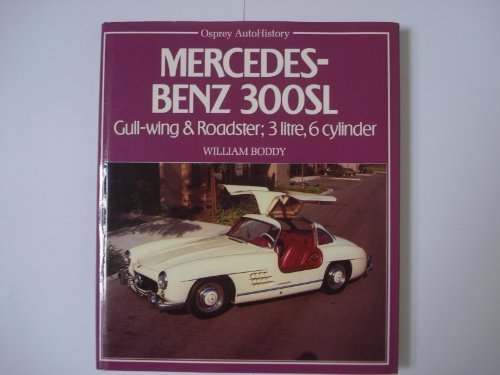 Osprey AutoHistory
MERCEDES-
BENZ 300SL
Gull-wing & Roadster; 3 litre, 6 cylinder
WILLIAM BODDY